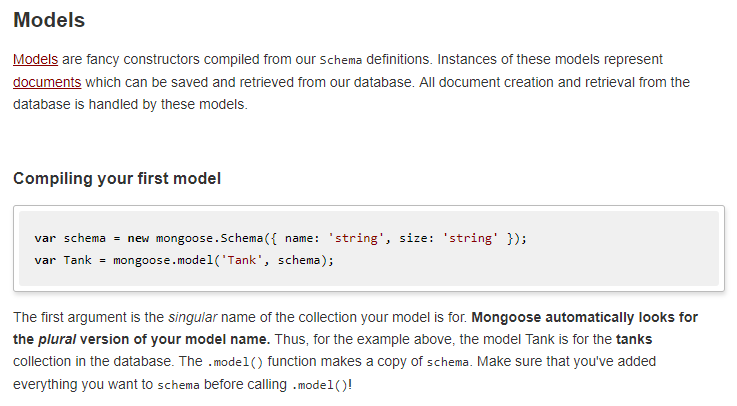 Models
Models are fancy constructors compiled from our Schema definitions. Instances of these models represent
documents which can be saved and retrieved from our database. All document creation and retrieval from the
database is handled by these models.
Compiling your first model
var schema = new mongoose.Schema({ name: 'string', size: 'string' });
var Tank = mongoose.model('Tank', schema);
The first argument is the singular name of the collection your model is for. Mongoose automatically looks for
the plural version of your model name. Thus, for the example above, the model Tank is for the tanks
collection in the database. The .model() function makes a copy of schema. Make sure that you've added
everything you want to schema before calling .model()!